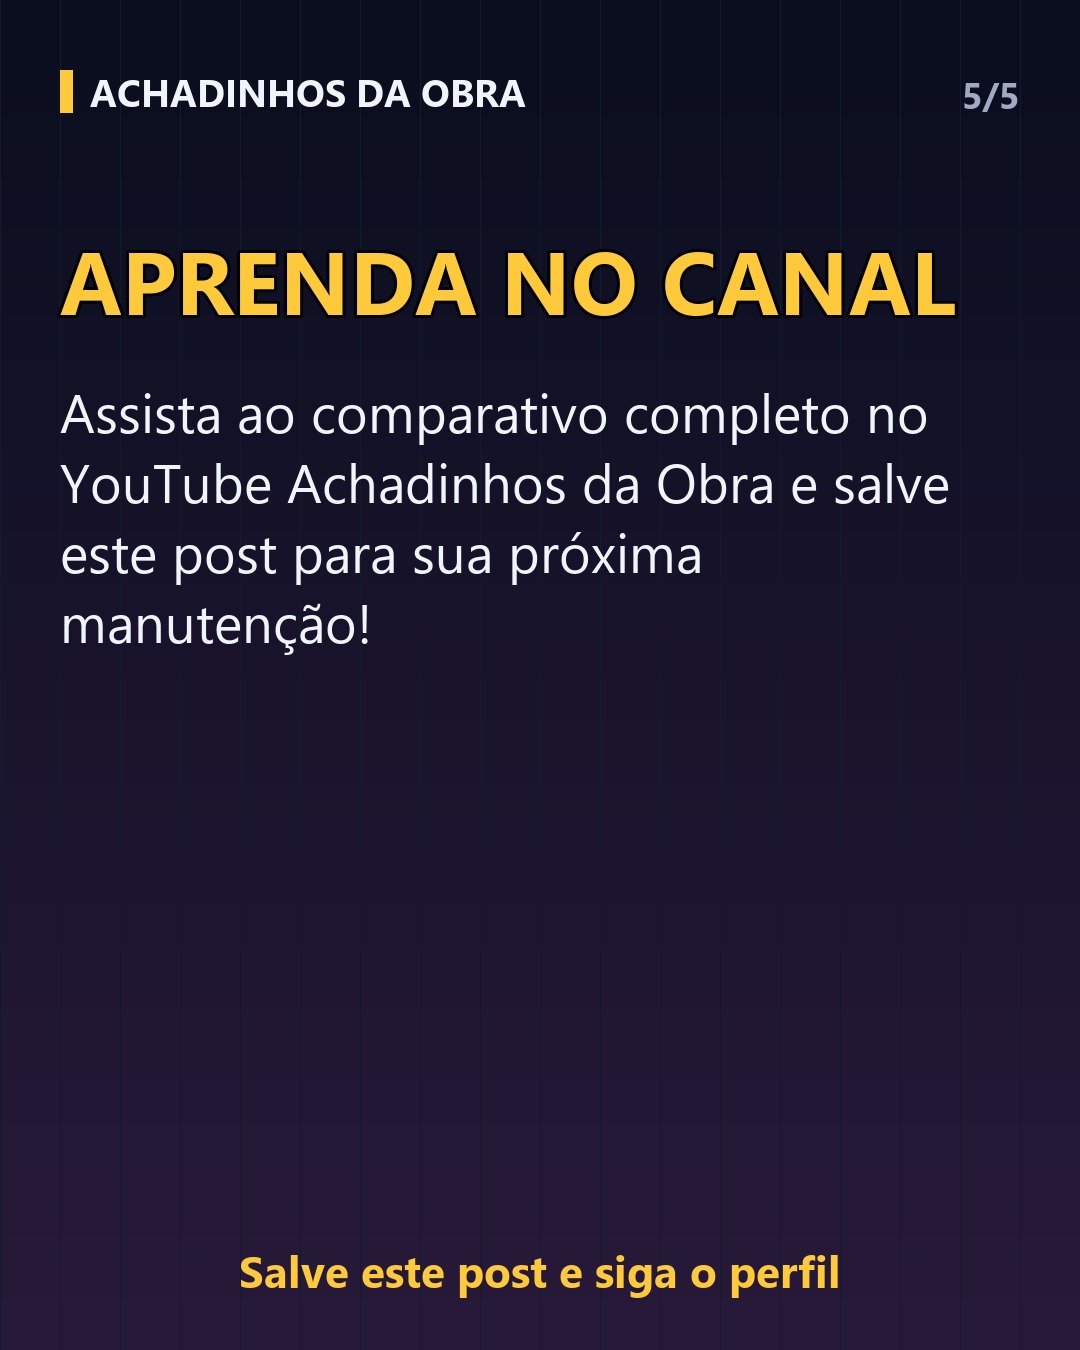 ACHADINHOS DA OBRA
5/5
APRENDA NO CANAL
Assista ao comparativo completo no
YouTube Achadinhos da Obra e salve
este post para sua próxima
manutenção!
Salve este post e siga o perfil